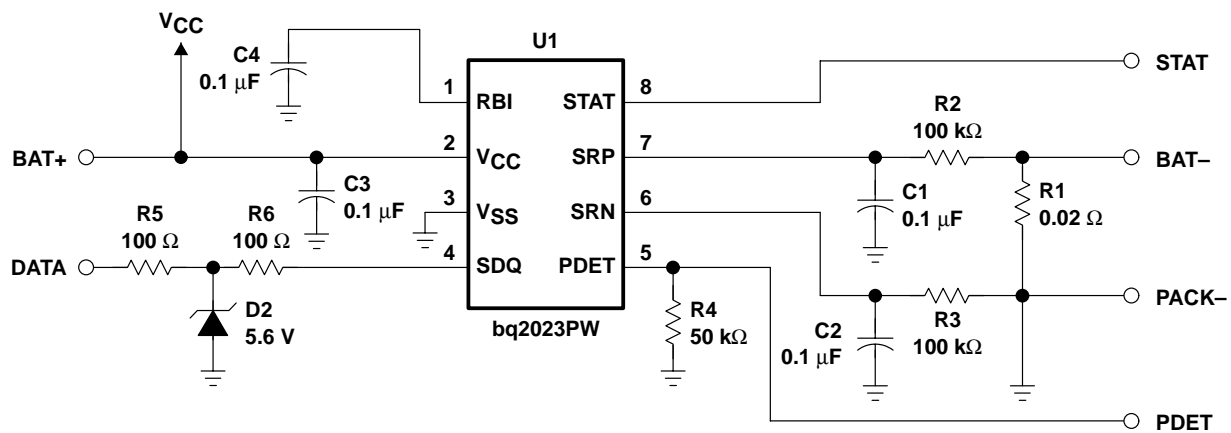 VCC
U1
C4
0.1 μF
STAT
1
RBI
STAT
8
R2
100 kΩ
BAT+
2
VCC
SRP
7
BAT–
C3
0.1 μF
3
VSS
SRN
6
C1
0.1 μF
R1
0.02 Ω
R5
100 Ω
R6
100 Ω
DATA
4
SDQ
PDET
5
PACK–
D2
5.6 V
bq2023PW
R4
50 kΩ
C2
0.1 μF
R3
100 kΩ
PDET